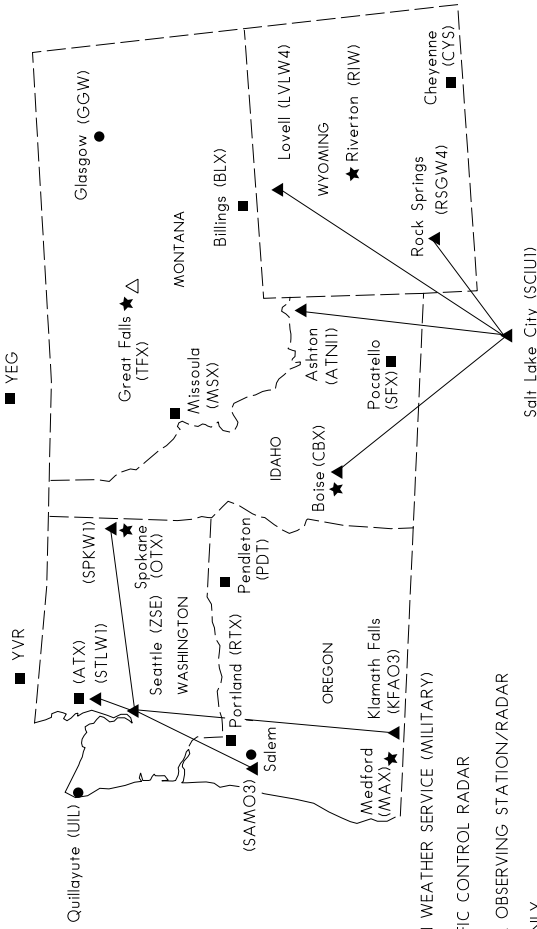 YVR
YEG
Quillayute (UIL)
(ATX)
(STLW1)
Seattle (ZSE)
WASHINGTON
(SPKW1)
Spokane
(OTX)
Great Falls
(TFX)
Glasgow (GGW)
Missoula
(MSX)
MONTANA
Billings (BLX)
Portland (RTX)
Salem
(SAMO3)
Pendleton
(PDT)
IDAHO
OREGON
Medford
(MAX)
Klamath Falls
(KFAO3)
Boise (CBX)
Pocatello
(SFX)
Ashton
(ATNI1)
Lovell (LVLW4)
WYOMING
Riverton (RIW)
Rock Springs
(RSGW4)
Cheyenne
(CYS)
Salt Lake City (SCIU1)
WEATHER SERVICE (MILITARY)
FIC CONTROL RADAR
OBSERVING STATION/RADAR